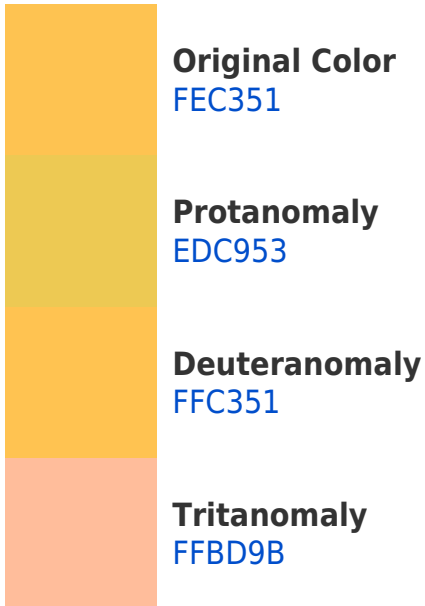 Original Color
FEC351
Protanomaly
EDC953
Deuteranomaly
FFC351
Tritanomaly
FFBD9B